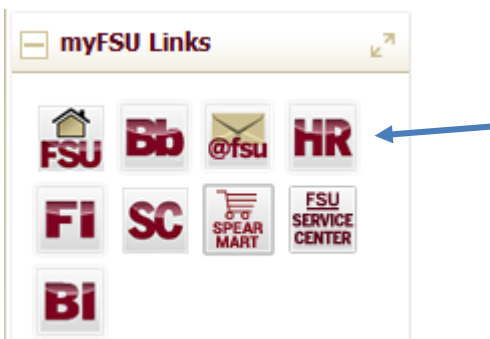 myFSU Links
FSU Bb @fsu HR
FI SC SPEAR MART FSU SERVICE CENTER
BI